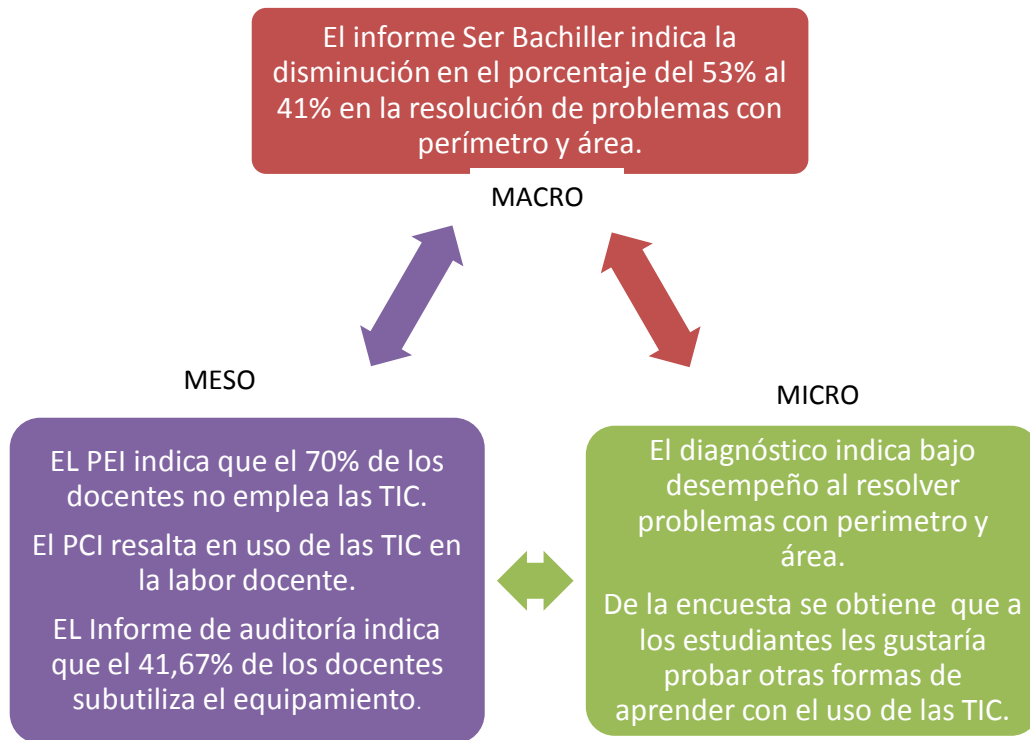 El informe Ser Bachiller indica la
disminución en el porcentaje del 53% al
41% en la resolución de problemas con
perímetro y área.
MACRO
MESO
EL PEI indica que el 70% de los
docentes no emplea las TIC.
El PCI resalta en uso de las TIC en
la labor docente.
EL Informe de auditoría indica
que el 41,67% de los docentes
subutiliza el equipamiento.
MICRO
El diagnóstico indica bajo
desempeño al resolver
problemas con perimetro y
área.
De la encuesta se obtiene que a
los estudiantes les gustaría
probar otras formas de
aprender con el uso de las TIC.